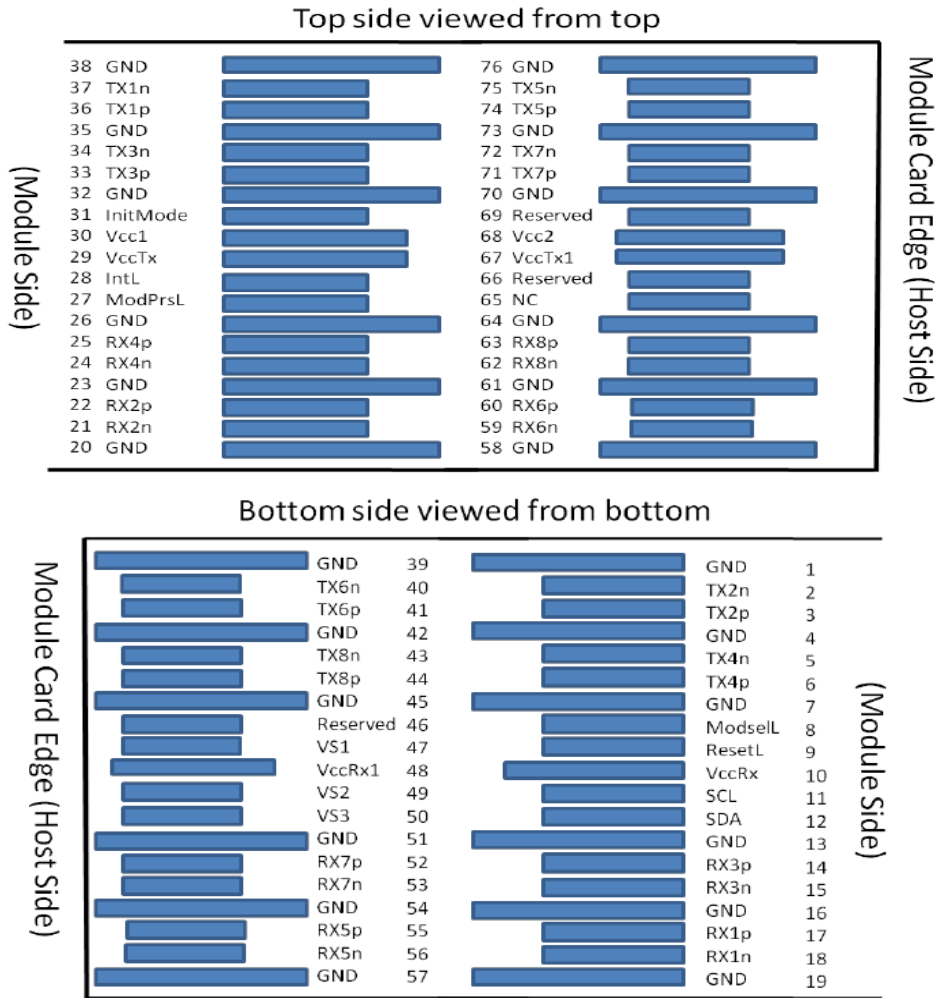 Top side viewed from top
38 GND 76 GND
37 TX1n 75 TX5n
36 TX1p 74 TX5p
35 GND 73 GND
34 TX3n 72 TX7n
33 TX3p 71 TX7p
32 GND 70 GND
31 InitMode 69 Reserved
30 Vcc1 68 Vcc2
29 VccTx 67 VccTx1
28 IntL 66 Reserved
27 ModPrsL 65 NC
26 GND 64 GND
25 RX4p 63 RX8p
24 RX4n 62 RX8n
23 GND 61 GND
22 RX2p 60 RX6p
21 RX2n 59 RX6n
20 GND 58 GND
(Module Side)
Module Card Edge (Host Side)
Bottom side viewed from bottom
GND 39 GND 1
TX6n 40 TX2n 2
TX6p 41 TX2p 3
GND 42 GND 4
TX8n 43 TX4n 5
TX8p 44 TX4p 6
GND 45 GND 7
Reserved 46 ModselL 8
VS1 47 ResetL 9
VccRx1 48 VccRx 10
VS2 49 SCL 11
VS3 50 SDA 12
GND 51 GND 13
RX7p 52 RX3p 14
RX7n 53 RX3n 15
GND 54 GND 16
RX5p 55 RX1p 17
RX5n 56 RX1n 18
GND 57 GND 19
Module Card Edge (Host Side)
(Module Side)